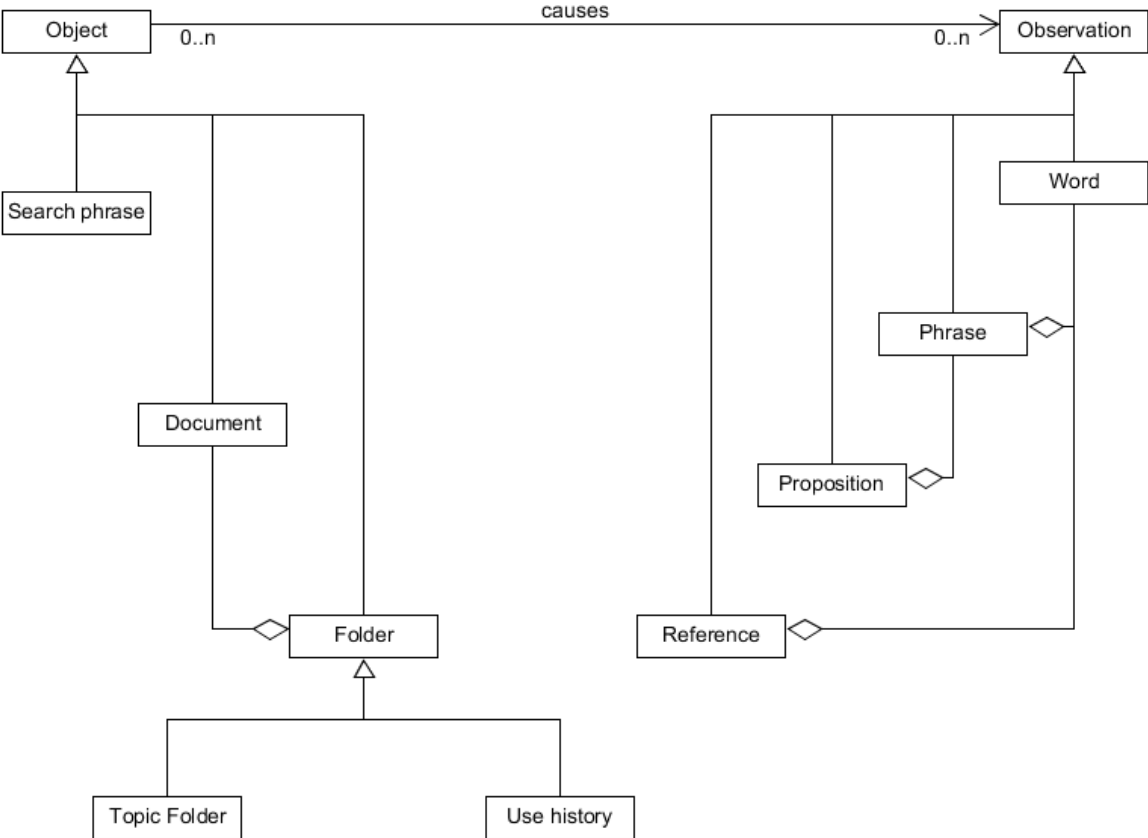 causes
Object
Observation
0..n
0..n
Word
Search phrase
Phrase
Document
Proposition
Folder
Reference
Topic Folder
Use history